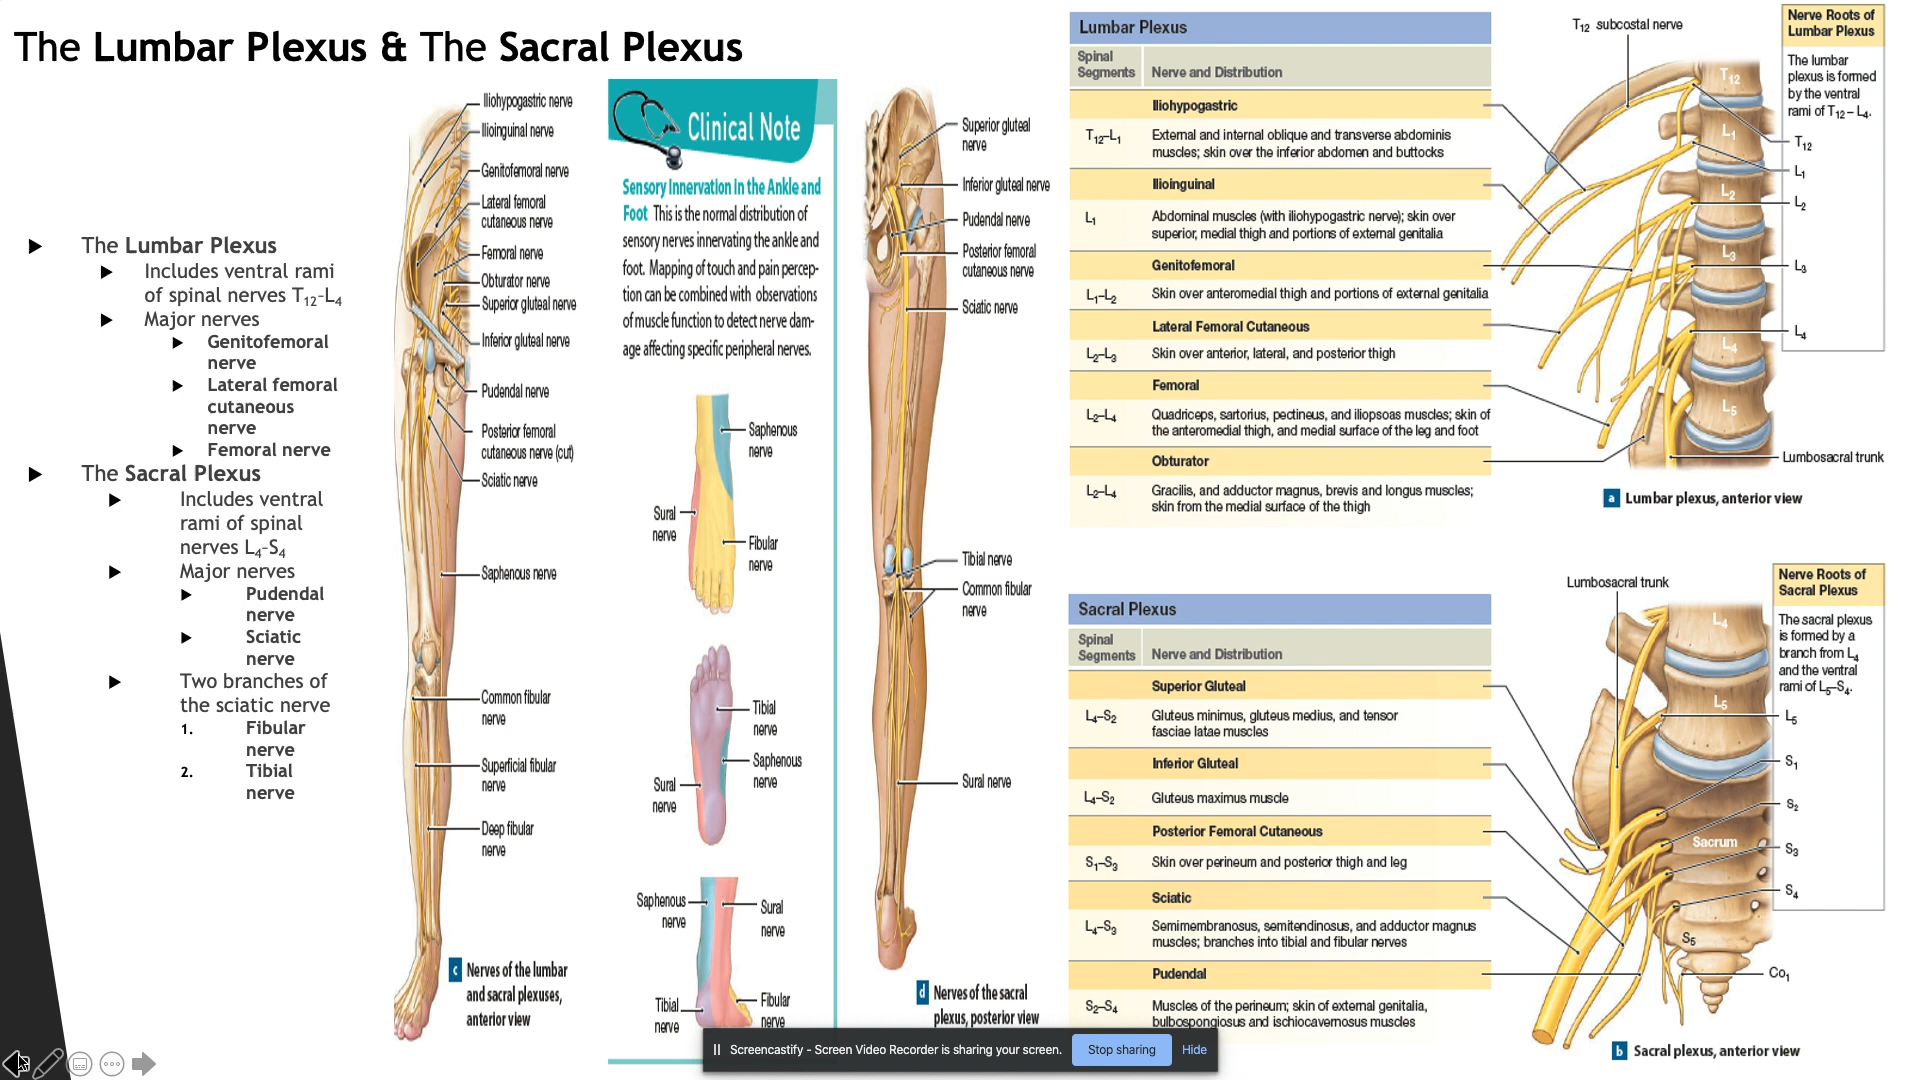 The Lumbar Plexus & The Sacral Plexus
▶ The Lumbar Plexus
▶ Includes ventral rami
of spinal nerves T12-L4
▶ Major nerves
▶ Genitofemoral
nerve
▶ Lateral femoral
cutaneous
nerve
▶ Femoral nerve
▶ The Sacral Plexus
▶ Includes ventral
rami of spinal
nerves L4-S4
▶ Major nerves
▶ Pudendal
nerve
▶ Sciatic
nerve
▶ Two branches of
the sciatic nerve
1. Fibular
nerve
2. Tibial
nerve
Iliohypogastric nerve
Ilioinguinal nerve
Genitofemoral nerve
Lateral femoral
cutaneous nerve
Femoral nerve
Obturator nerve
Superior gluteal nerve
Inferior gluteal nerve
Pudendal nerve
Posterior femoral
cutaneous nerve (cut)
Sciatic nerve
Saphenous nerve
Common fibular
nerve
Superficial fibular
nerve
Deep fibular
nerve
c Nerves of the lumbar
and sacral plexuses,
anterior view
Clinical Note
Sensory Innervation in the Ankle and
Foot This is the normal distribution of
sensory nerves innervating the ankle and
foot. Mapping of touch and pain percep-
tion can be combined with observations
of muscle function to detect nerve dam-
age affecting specific peripheral nerves.
Saphenous
nerve
Sural
nerve
Fibular
nerve
Tibial
nerve
Saphenous
nerve
Sural
nerve
Saphenous
nerve
Sural
nerve
Tibial
nerve
Fibular
nerve
Superior gluteal
nerve
Inferior gluteal nerve
Pudendal nerve
Posterior femoral
cutaneous nerve
Sciatic nerve
Tibial nerve
Common fibular
nerve
Sural nerve
d Nerves of the sacral
plexus, posterior view
Lumbar Plexus
Spinal
Segments
Nerve and Distribution
Iliohypogastric
T12–L1 External and internal oblique and transverse abdominis
muscles; skin over the inferior abdomen and buttocks
Ilioinguinal
L1 Abdominal muscles (with iliohypogastric nerve); skin over
superior, medial thigh and portions of external genitalia
Genitofemoral
L1–L2 Skin over anteromedial thigh and portions of external genitalia
Lateral Femoral Cutaneous
L2–L3 Skin over anterior, lateral, and posterior thigh
Femoral
L2–L4 Quadriceps, sartorius, pectineus, and iliopsoas muscles; skin of
the anteromedial thigh, and medial surface of the leg and foot
Obturator
L2–L4 Gracilis, and adductor magnus, brevis and longus muscles;
skin from the medial surface of the thigh
T12 subcostal nerve
T12
L1
L2
L3
L4
L5
Nerve Roots of
Lumbar Plexus
The lumbar
plexus is formed
by the ventral
rami of T12 – L4.
T12
L1
L2
L3
L4
Lumbosacral trunk
a Lumbar plexus, anterior view
Sacral Plexus
Spinal
Segments
Nerve and Distribution
Superior Gluteal
L4–S2 Gluteus minimus, gluteus medius, and tensor
fasciae latae muscles
Inferior Gluteal
L4–S2 Gluteus maximus muscle
Posterior Femoral Cutaneous
S1–S3 Skin over perineum and posterior thigh and leg
Sciatic
L4–S3 Semimembranosus, semitendinosus, and adductor magnus
muscles; branches into tibial and fibular nerves
Pudendal
S2–S4 Muscles of the perineum; skin of external genitalia,
bulbospongiosus and ischiocavernosus muscles
Lumbosacral trunk
L4
L5
Sacrum
S5
Nerve Roots of
Sacral Plexus
The sacral plexus
is formed by a
branch from L4
and the ventral
rami of L5–S4.
L5
S1
S2
S3
S4
Co1
b Sacral plexus, anterior view
Screencastify - Screen Video Recorder is sharing your screen.
Stop sharing
Hide